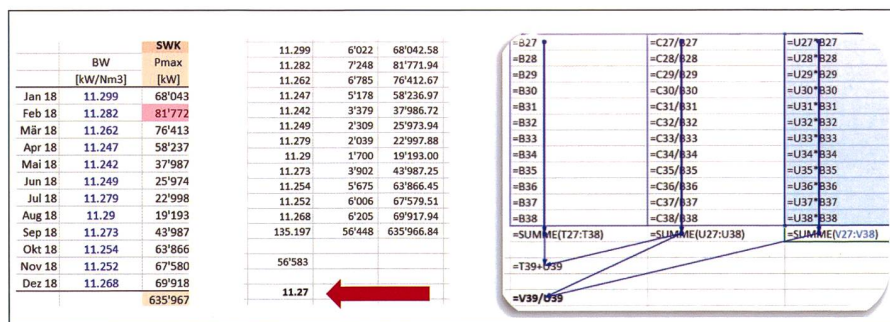 SWK
BW Pmax
[kW/Nm3] [kW]
Jan 18 11.299 68'043
Feb 18 11.282 81'772
Mär 18 11.262 76'413
Apr 18 11.247 58'237
Mai 18 11.242 37'987
Jun 18 11.249 25'974
Jul 18 11.279 22'998
Aug 18 11.29 19'193
Sep 18 11.273 43'987
Okt 18 11.254 63'866
Nov 18 11.252 67'580
Dez 18 11.268 69'918
635'967
11.299 6'022 68'042.58
11.282 7'248 81'771.94
11.262 6'785 76'412.67
11.247 5'178 58'236.97
11.242 3'379 37'986.72
11.249 2'309 25'973.94
11.279 2'039 22'997.88
11.29 1'700 19'193.00
11.273 3'902 43'987.25
11.254 5'675 63'866.45
11.252 6'006 67'579.51
11.268 6'205 69'917.94
135.197 56'448 635'966.84
56'583
11.27
=B27 =C27/B27 =U27*B27
=B28 =C28/B28 =U28*B28
=B29 =C29/B29 =U29*B29
=B30 =C30/B30 =U30*B30
=B31 =C31/B31 =U31*B31
=B32 =C32/B32 =U32*B32
=B33 =C33/B33 =U33*B33
=B34 =C34/B34 =U34*B34
=B35 =C35/B35 =U35*B35
=B36 =C36/B36 =U36*B36
=B37 =C37/B37 =U37*B37
=B38 =C38/B38 =U38*B38
=SUMME(T27:T38) =SUMME(U27:U38) =SUMME(V27:V38)
=T39+U39
=V39/U39